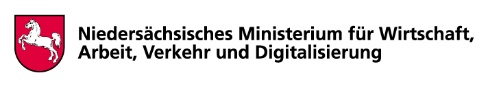 Niedersächsisches Ministerium für Wirtschaft,
Arbeit, Verkehr und Digitalisierung